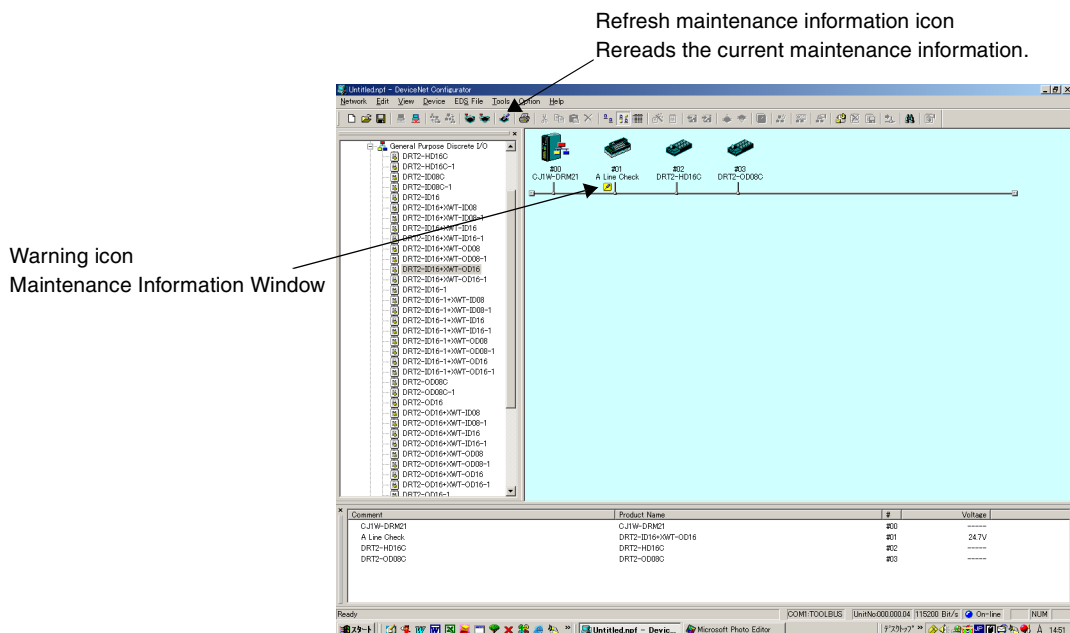 Refresh maintenance information icon
Rereads the current maintenance information.
Untitled.npf - DeviceNet Configurator
Network Edit View Device EDS File Tools Option Help
General Purpose Discrete I/O
DRT2-HD16C
DRT2-HD16C-1
DRT2-ID08C
DRT2-ID08C-1
DRT2-ID16
DRT2-ID16+XWT-ID08
DRT2-ID16+XWT-ID08-1
DRT2-ID16+XWT-ID16
DRT2-ID16+XWT-ID16-1
DRT2-ID16+XWT-OD08
DRT2-ID16+XWT-OD08-1
DRT2-ID16+XWT-OD16
DRT2-ID16+XWT-OD16-1
DRT2-ID16-1
DRT2-ID16-1+XWT-ID08
DRT2-ID16-1+XWT-ID08-1
DRT2-ID16-1+XWT-ID16
DRT2-ID16-1+XWT-ID16-1
DRT2-ID16-1+XWT-OD08
DRT2-ID16-1+XWT-OD08-1
DRT2-ID16-1+XWT-OD16
DRT2-ID16-1+XWT-OD16-1
DRT2-OD08C
DRT2-OD08C-1
DRT2-OD16
DRT2-OD16+XWT-ID08
DRT2-OD16+XWT-ID08-1
DRT2-OD16+XWT-ID16
DRT2-OD16+XWT-ID16-1
DRT2-OD16+XWT-OD08
DRT2-OD16+XWT-OD08-1
DRT2-OD16+XWT-OD16
DRT2-OD16+XWT-OD16-1
DRT2-OD16-1
#00 #01 #02 #03
CJ1W-DRM21 A Line Check DRT2-HD16C DRT2-OD08C
Warning icon
Maintenance Information Window
Comment Product Name # Voltage
CJ1W-DRM21 CJ1W-DRM21 #00 -----
A Line Check DRT2-ID16+XWT-OD16 #01 24.7V
DRT2-HD16C DRT2-HD16C #02 -----
DRT2-OD08C DRT2-OD08C #03 -----
Ready COM1:TOOLBUS UnitNo:000.000.04 115200 Bit/s On-line NUM
スタート Untitled.npf - Devic... Microsoft Photo Editor デスクトップ » A 14:51